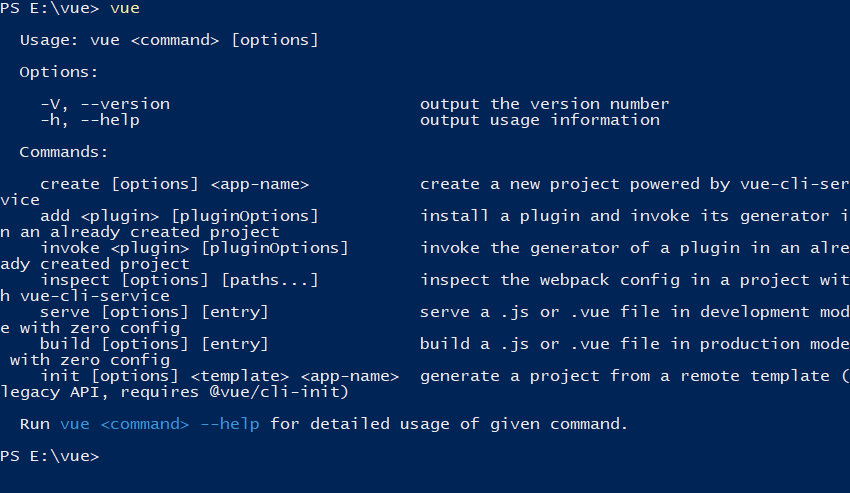 PS E:\vue> vue
Usage: vue <command> [options]
Options:
-V, --version output the version number
-h, --help output usage information
Commands:
create [options] <app-name> create a new project powered by vue-cli-ser
vice
add <plugin> [pluginOptions] install a plugin and invoke its generator i
n an already created project
invoke <plugin> [pluginOptions] invoke the generator of a plugin in an alre
ady created project
inspect [options] [paths...] inspect the webpack config in a project wit
h vue-cli-service
serve [options] [entry] serve a .js or .vue file in development mod
e with zero config
build [options] [entry] build a .js or .vue file in production mode
with zero config
init [options] <template> <app-name> generate a project from a remote template (
legacy API, requires @vue/cli-init)
Run vue <command> --help for detailed usage of given command.
PS E:\vue>